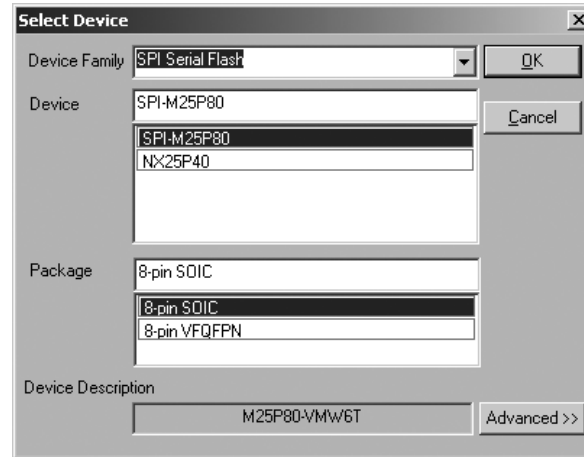 Select Device
Device Family SPI Serial Flash OK
Device SPI-M25P80 Cancel
SPI-M25P80
NX25P40
Package 8-pin SOIC
8-pin SOIC
8-pin VFQFPN
Device Description
M25P80-VMW6T Advanced >>